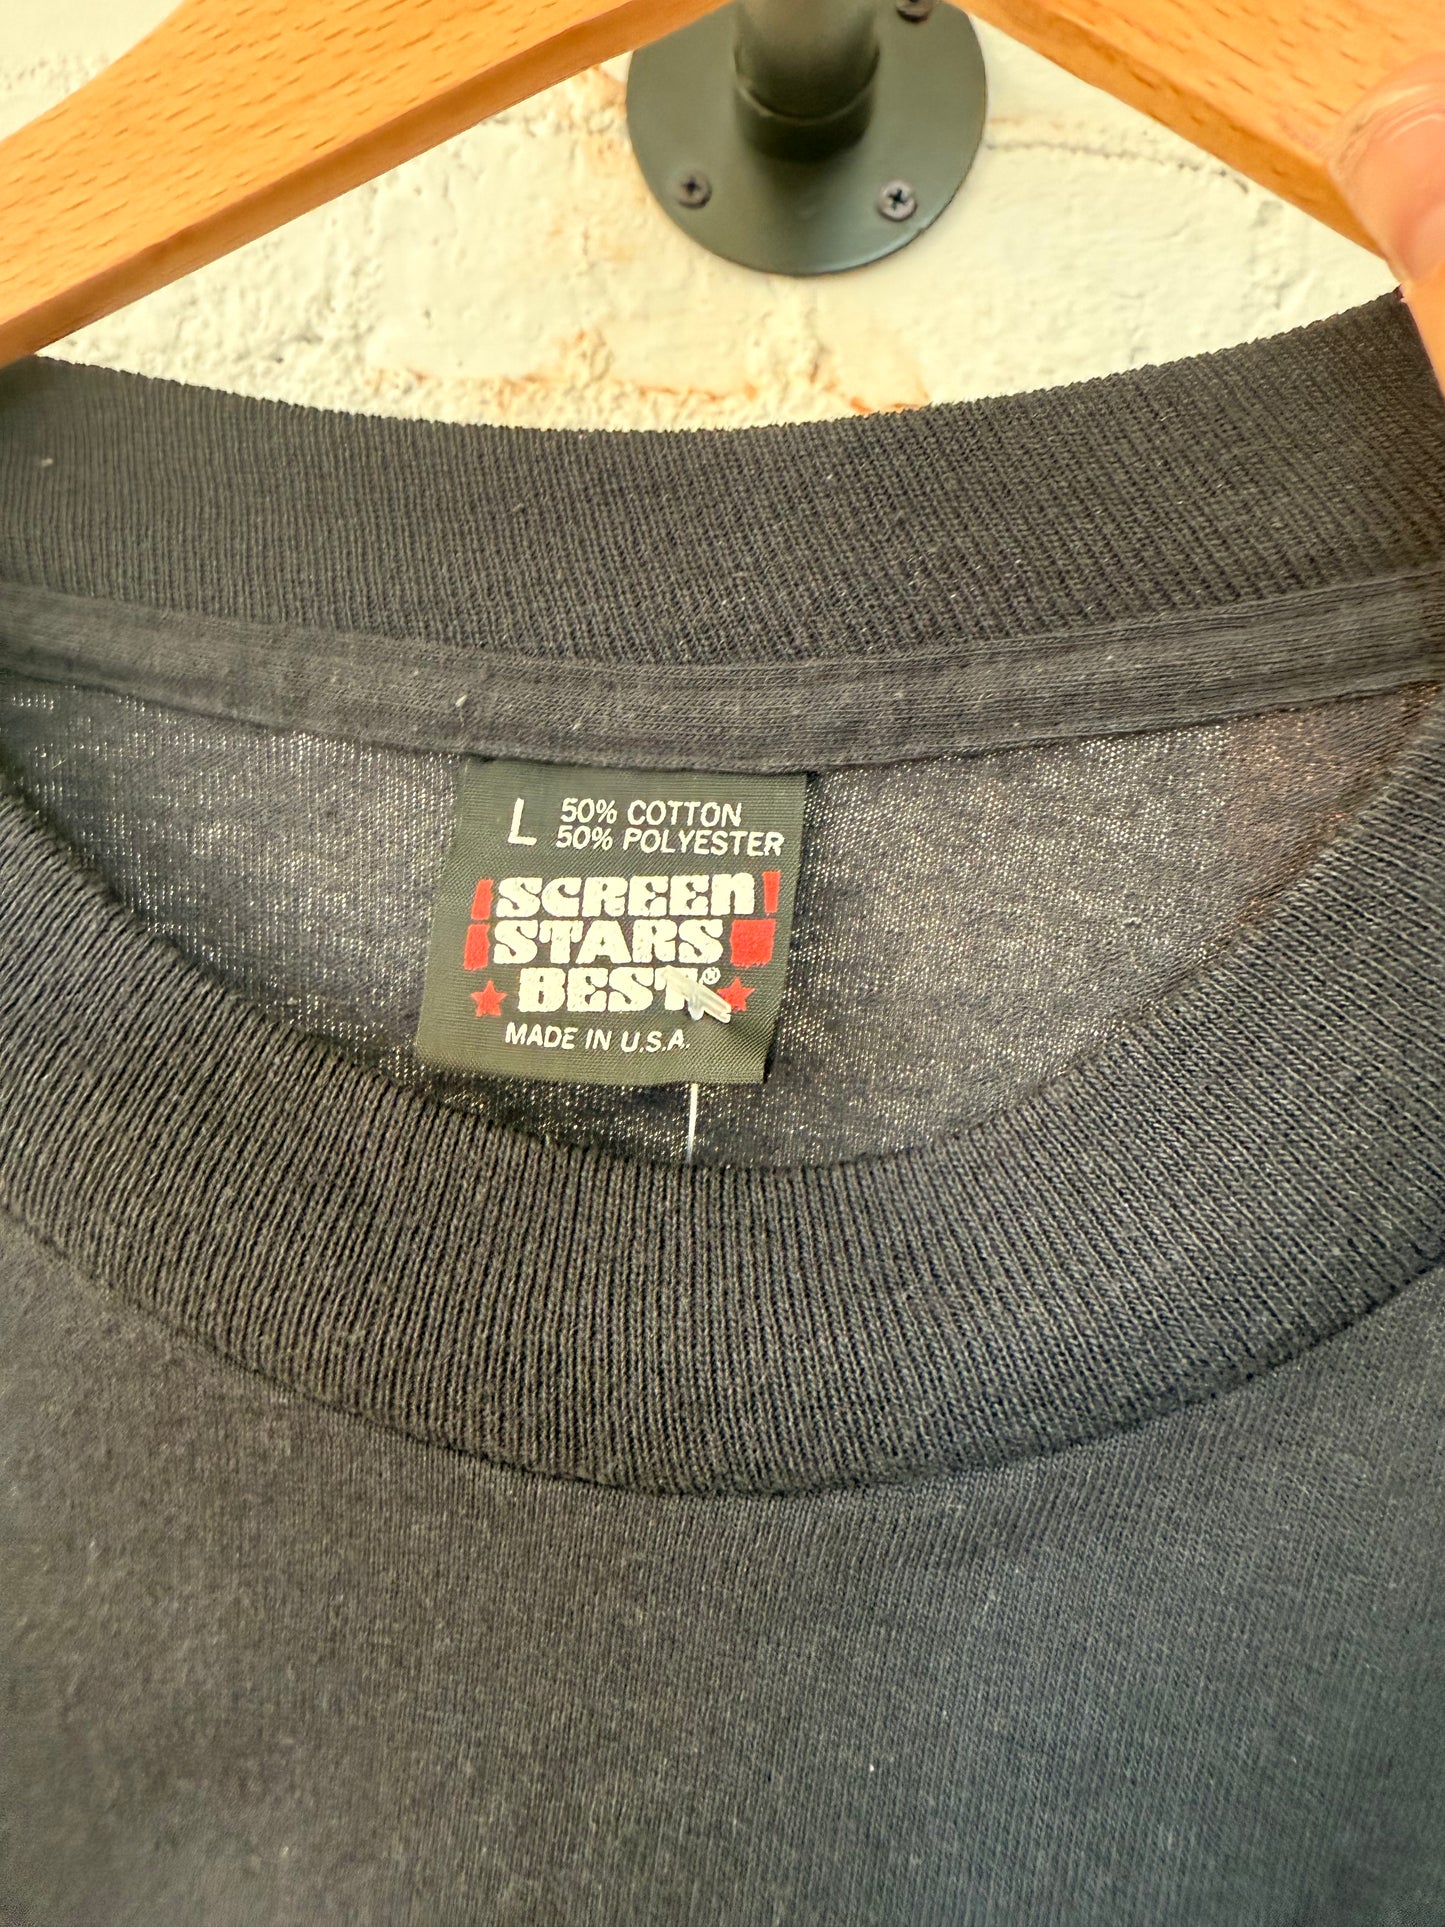 L 50% COTTON
50% POLYESTER
SCREEN
STARS
BEST®
MADE IN U.S.A.